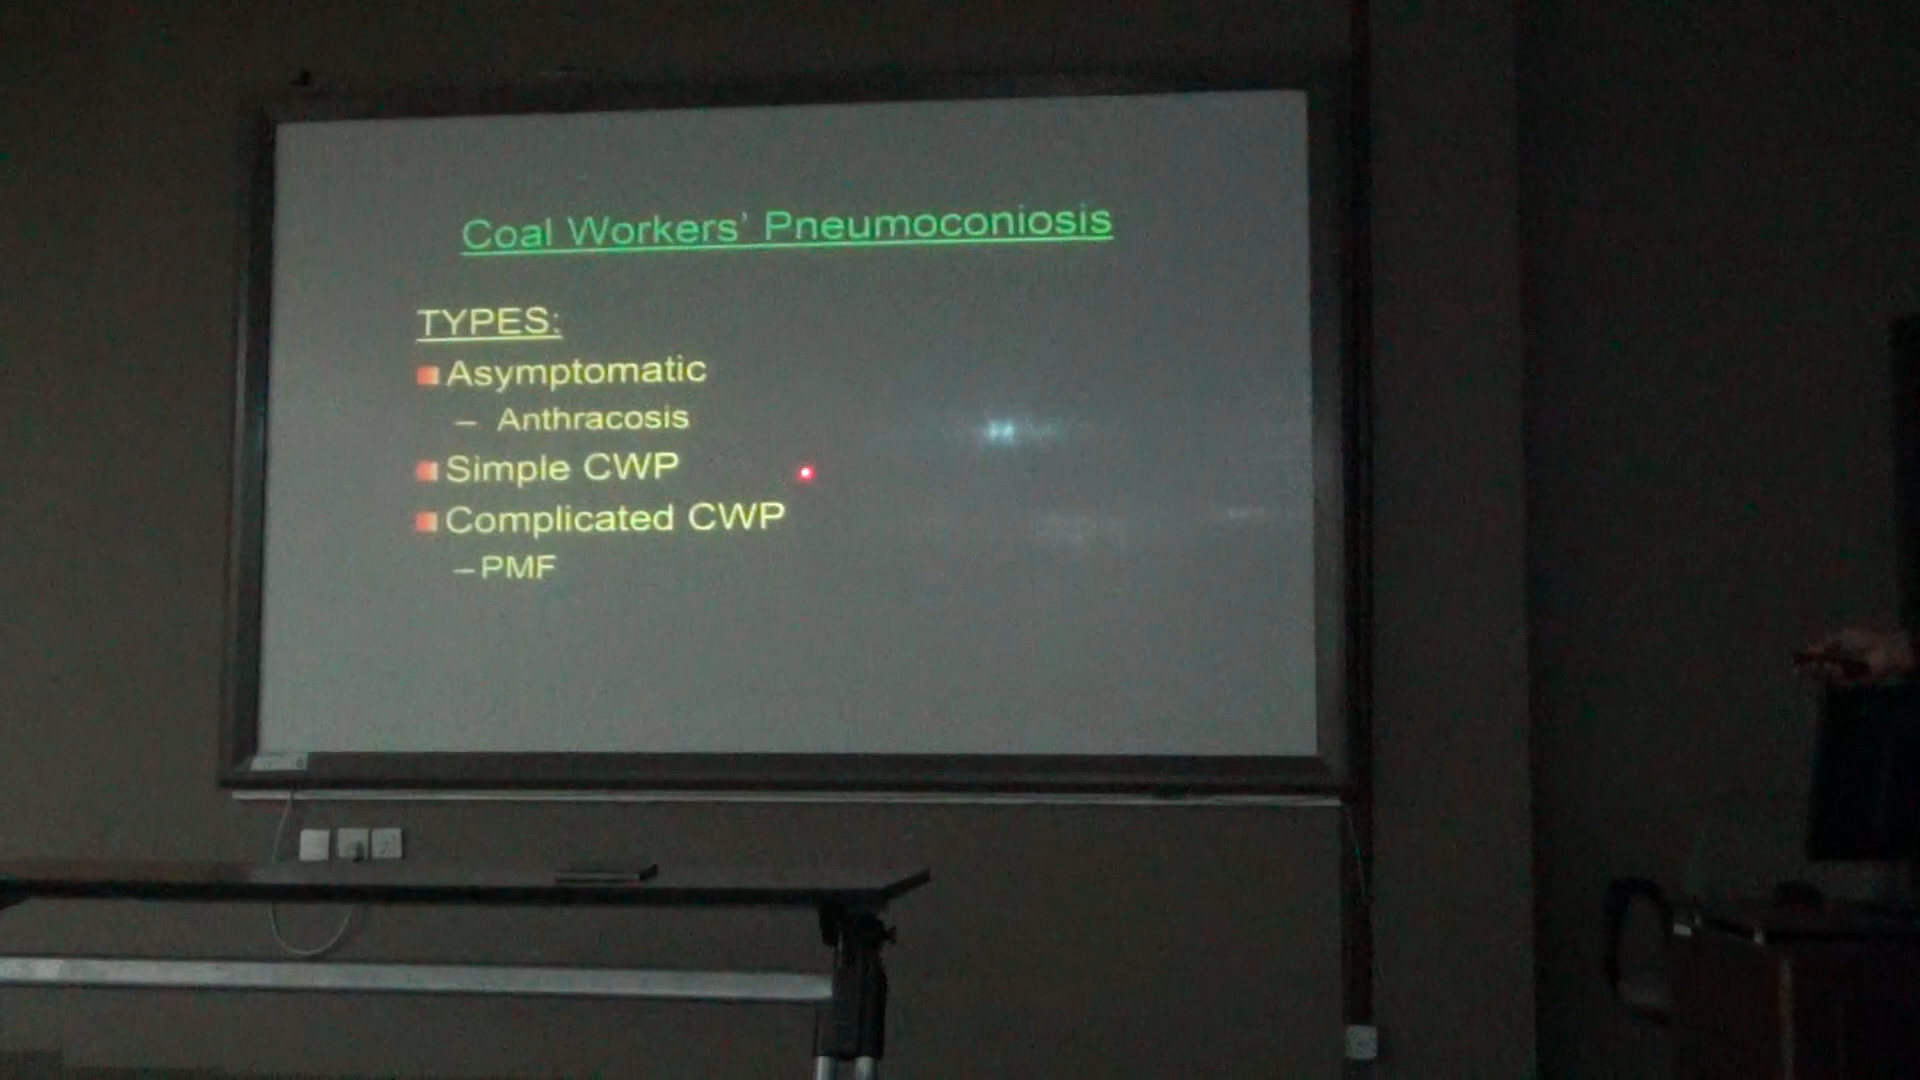 Coal Workers' Pneumoconiosis
TYPES:
Asymptomatic
– Anthracosis
Simple CWP
Complicated CWP
– PMF